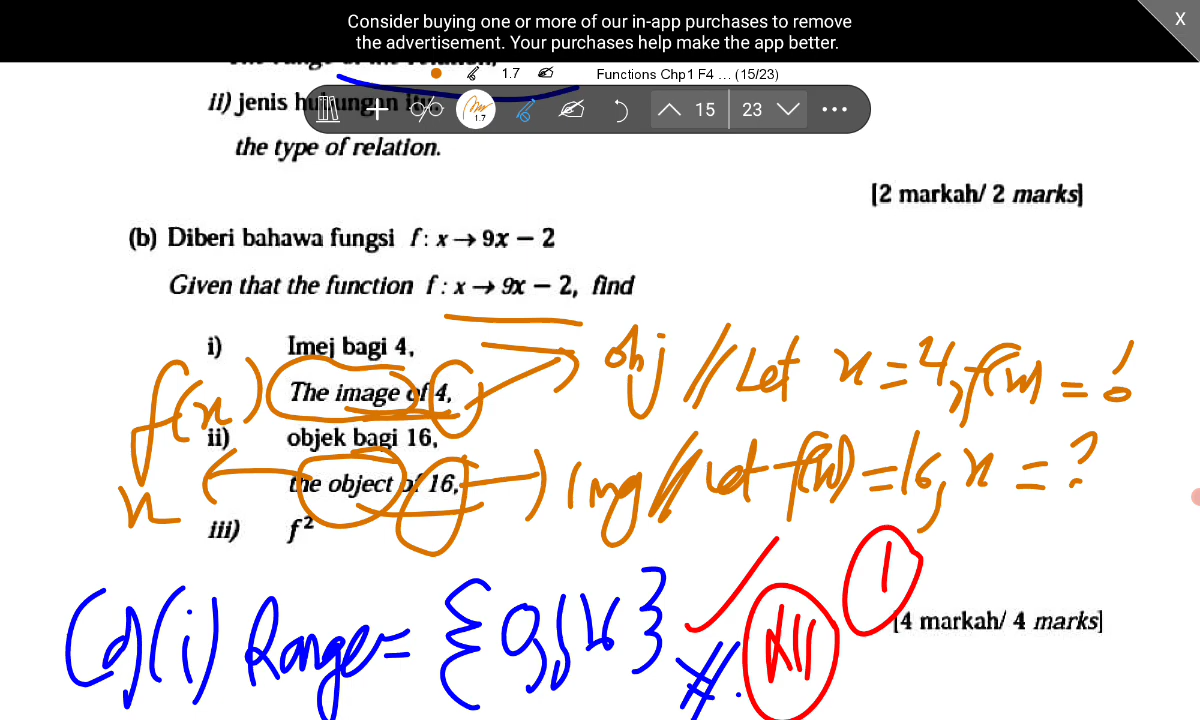 Consider buying one or more of our in-app purchases to remove
the advertisement. Your purchases help make the app better.
X
1.7 Functions Chp1 F4 ... (15/23)
II) jenis hubungan itu.
1.7 15 23
the type of relation.
[2 markah/ 2 marks]
(b) Diberi bahawa fungsi f : x → 9x − 2
Given that the function f : x → 9x − 2, find
i) Imej bagi 4,
The image of 4,
obj // Let x = 4, f(x) = ?
f(x)
ii) objek bagi 16,
the object of 16,
img // Let f(x) = 16, x = ?
x
iii) f²
1
[4 markah/ 4 marks]
(a)(i) Range = { 9, 16 } #.